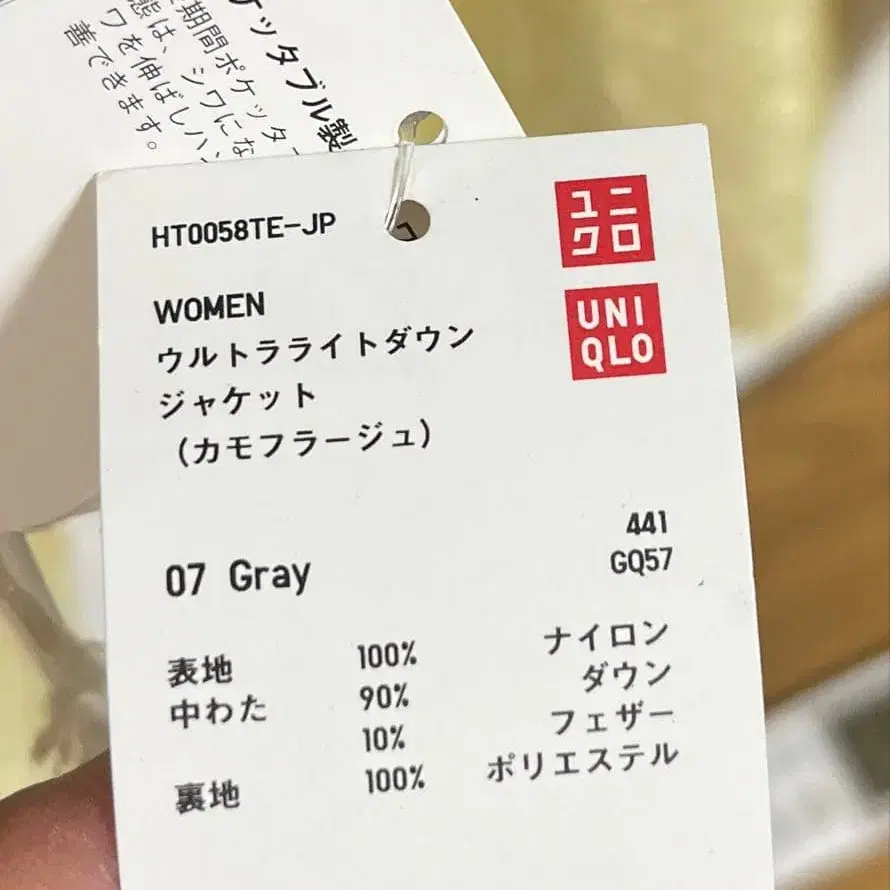 ケッタブル製
期間ポケッタ
態は、シワにな
ワを伸ばしハン
善できます。
HT0058TE-JP
ユニ
クロ
UNI
QLO
WOMEN
ウルトラライトダウン
ジャケット
（カモフラージュ）
441
GQ57
07 Gray
表地 100% ナイロン
中わた 90% ダウン
10% フェザー
裏地 100% ポリエステル